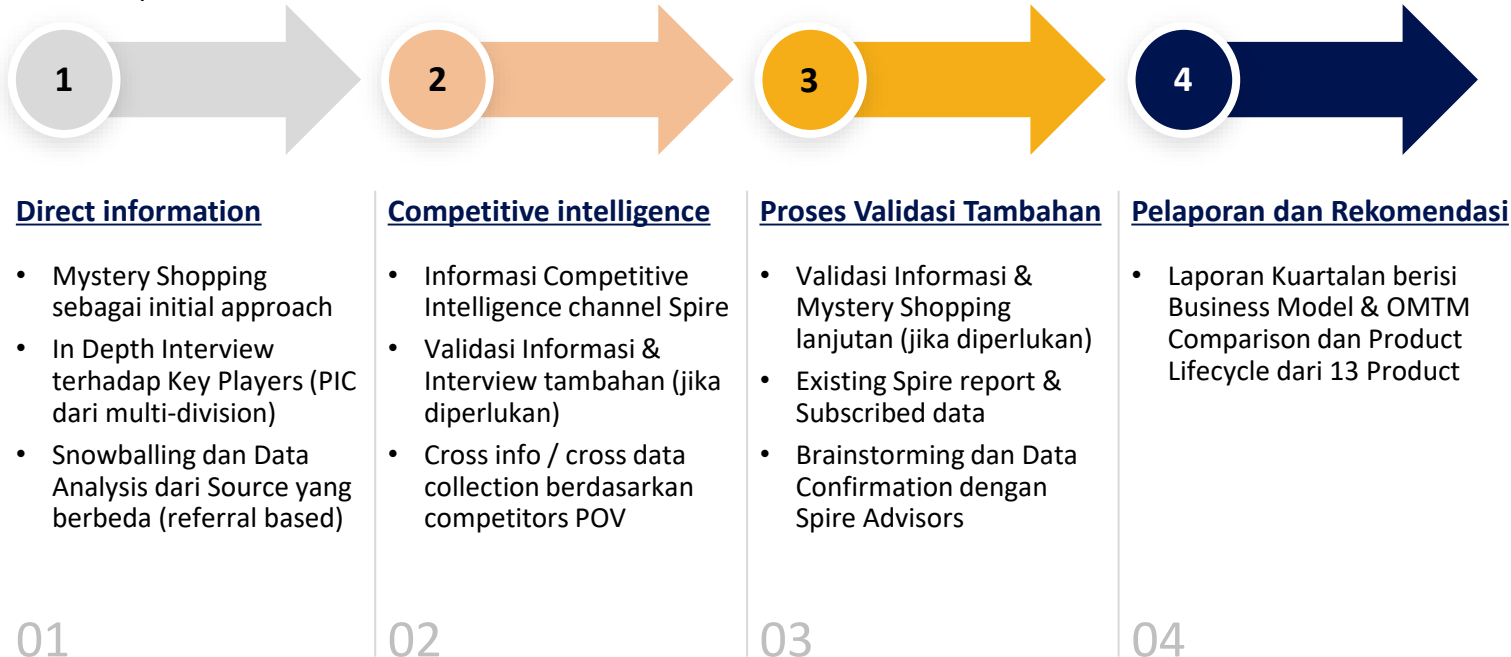 1
2
3
4
Direct information
• Mystery Shopping
sebagai initial approach
• In Depth Interview
terhadap Key Players (PIC
dari multi-division)
• Snowballing dan Data
Analysis dari Source yang
berbeda (referral based)
01
Competitive intelligence
• Informasi Competitive
Intelligence channel Spire
• Validasi Informasi &
Interview tambahan (jika
diperlukan)
• Cross info / cross data
collection berdasarkan
competitors POV
02
Proses Validasi Tambahan
• Validasi Informasi &
Mystery Shopping
lanjutan (jika diperlukan)
• Existing Spire report &
Subscribed data
• Brainstorming dan Data
Confirmation dengan
Spire Advisors
03
Pelaporan dan Rekomendasi
• Laporan Kuartalan berisi
Business Model & OMTM
Comparison dan Product
Lifecycle dari 13 Product
04